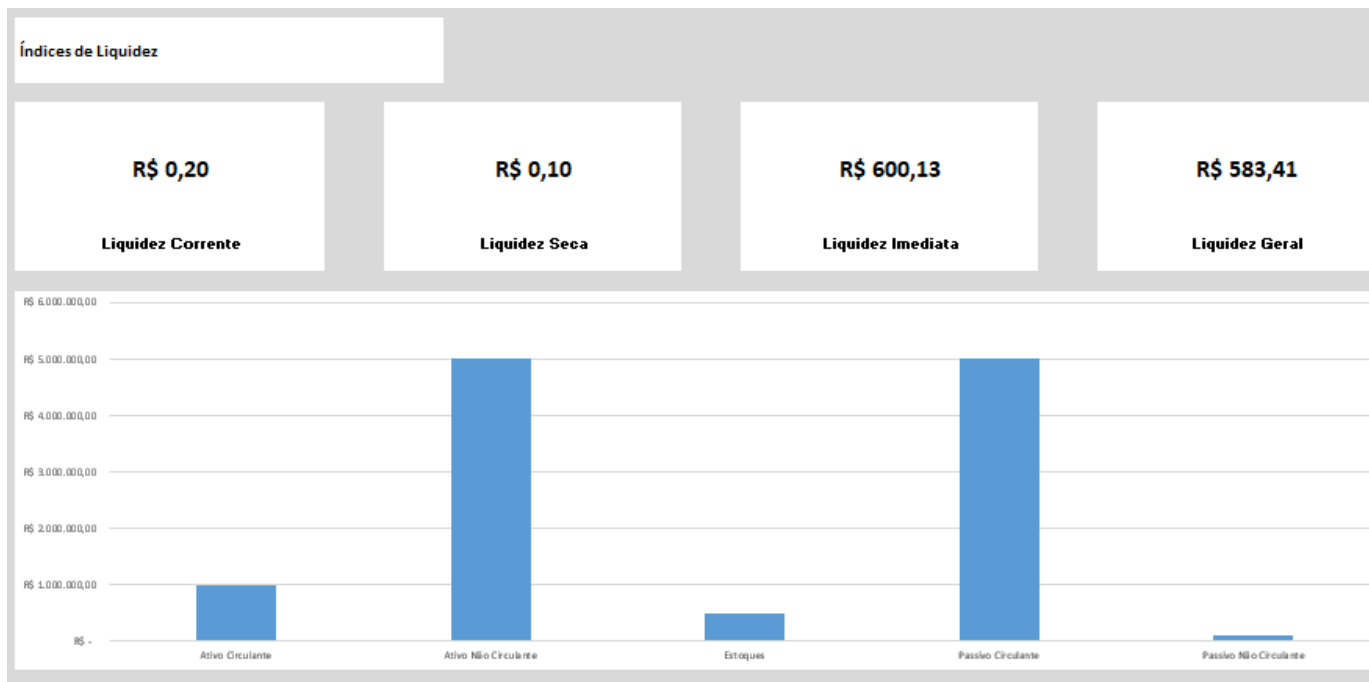 Índices de Liquidez
R$ 0,20
Liquidez Corrente
R$ 0,10
Liquidez Seca
R$ 600,13
Liquidez Imediata
R$ 583,41
Liquidez Geral
R$ 6.000.000,00
R$ 5.000.000,00
R$ 4.000.000,00
R$ 3.000.000,00
R$ 2.000.000,00
R$ 1.000.000,00
R$ -
Ativo Circulante
Ativo Não Circulante
Estoques
Passivo Circulante
Passivo Não Circulante